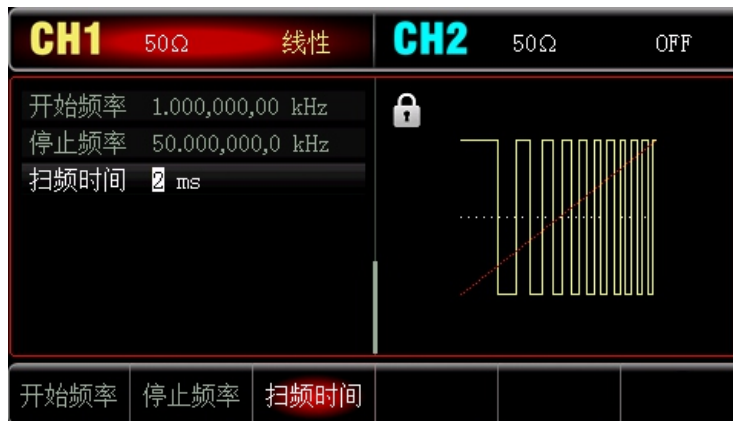 CH1 50Ω 线性 CH2 50Ω OFF
开始频率 1.000,000,00 kHz
停止频率 50.000,000,0 kHz
扫频时间 2 ms
开始频率 停止频率 扫频时间